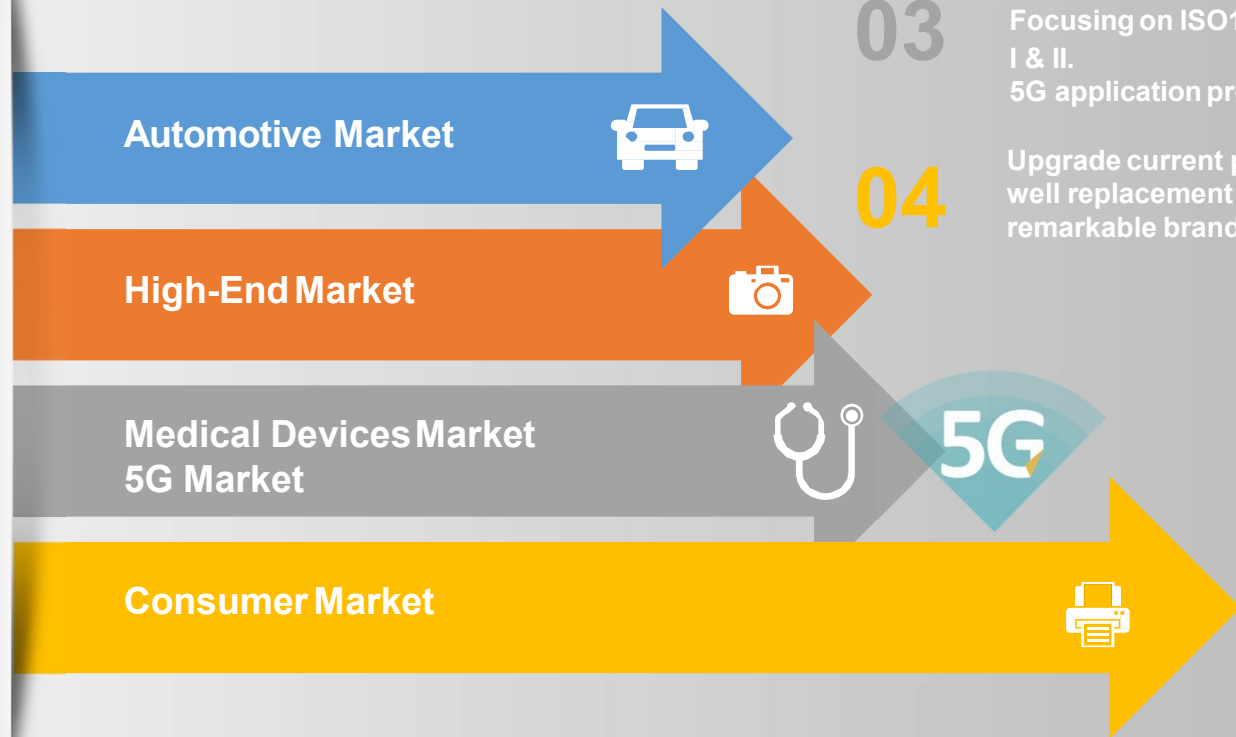 Automotive Market
High-End Market
Medical Devices Market
5G Market
Consumer Market
5G
03
Focusing on
I & II.
5G application
04
Upgrade current
well replacement
remarkable